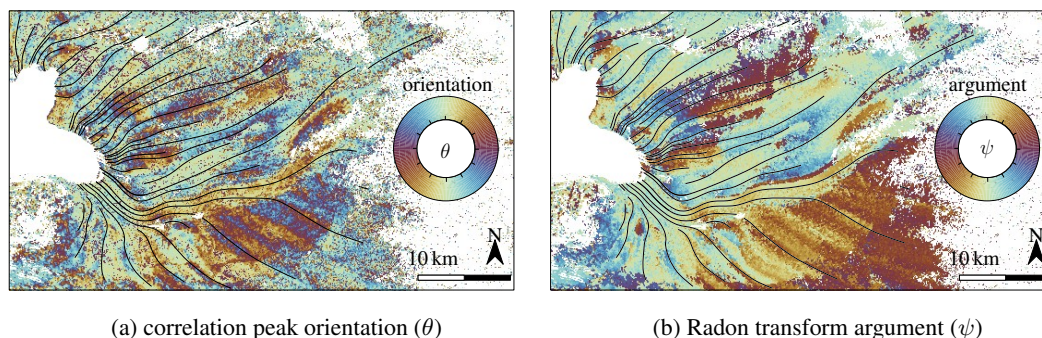 orientation
θ
N
10 km
(a) correlation peak orientation (θ)
argument
ψ
N
10 km
(b) Radon transform argument (ψ)